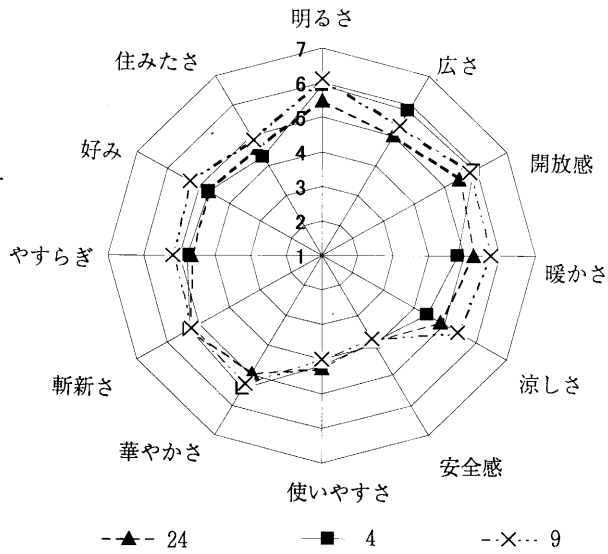 明るさ
広さ
開放感
暖かさ
涼しさ
安全感
使いやすさ
華やかさ
斬新さ
やすらぎ
好み
住みたさ
7
6
5
4
3
2
1
24
4
9